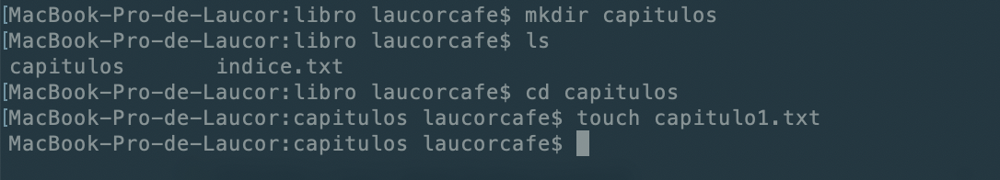 [MacBook-Pro-de-Laucor:libro laucorcafe$ mkdir capitulos
[MacBook-Pro-de-Laucor:libro laucorcafe$ ls
capitulos       indice.txt
[MacBook-Pro-de-Laucor:libro laucorcafe$ cd capitulos
[MacBook-Pro-de-Laucor:capitulos laucorcafe$ touch capitulo1.txt
MacBook-Pro-de-Laucor:capitulos laucorcafe$